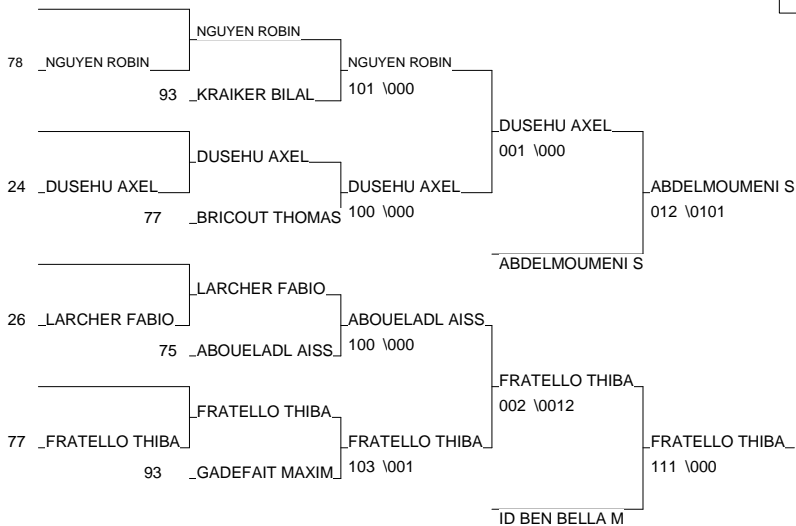 NGUYEN ROBIN
78 NGUYEN ROBIN
NGUYEN ROBIN
93 KRAIKER BILAL
101 \000
DUSEHU AXEL
001 \000
DUSEHU AXEL
24 DUSEHU AXEL
DUSEHU AXEL
ABDELMOUMENI S
77 BRICOUT THOMAS
100 \000
012 \0101
ABDELMOUMENI S
LARCHER FABIO
26 LARCHER FABIO
ABOUELADL AISS
75 ABOUELADL AISS
100 \000
FRATELLO THIBA
002 \0012
FRATELLO THIBA
77 FRATELLO THIBA
FRATELLO THIBA
FRATELLO THIBA
93 GADEFAIT MAXIM
103 \001
111 \000
ID BEN BELLA M